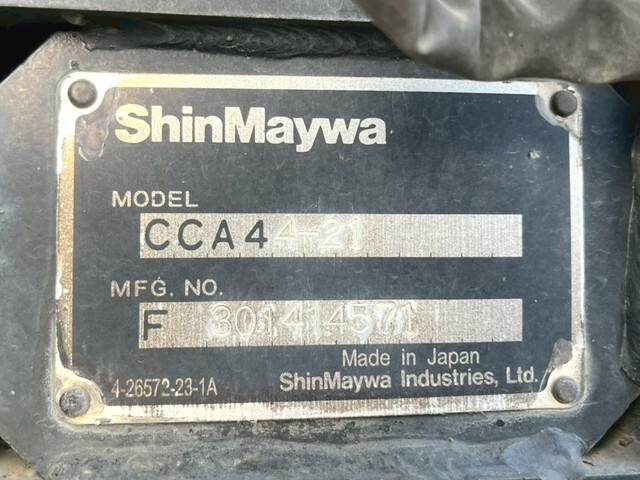 ShinMaywa
MODEL
CCA44-21
MFG. NO.
F 301414571
Made in Japan
4-26572-23-1A
ShinMaywa Industries, Ltd.